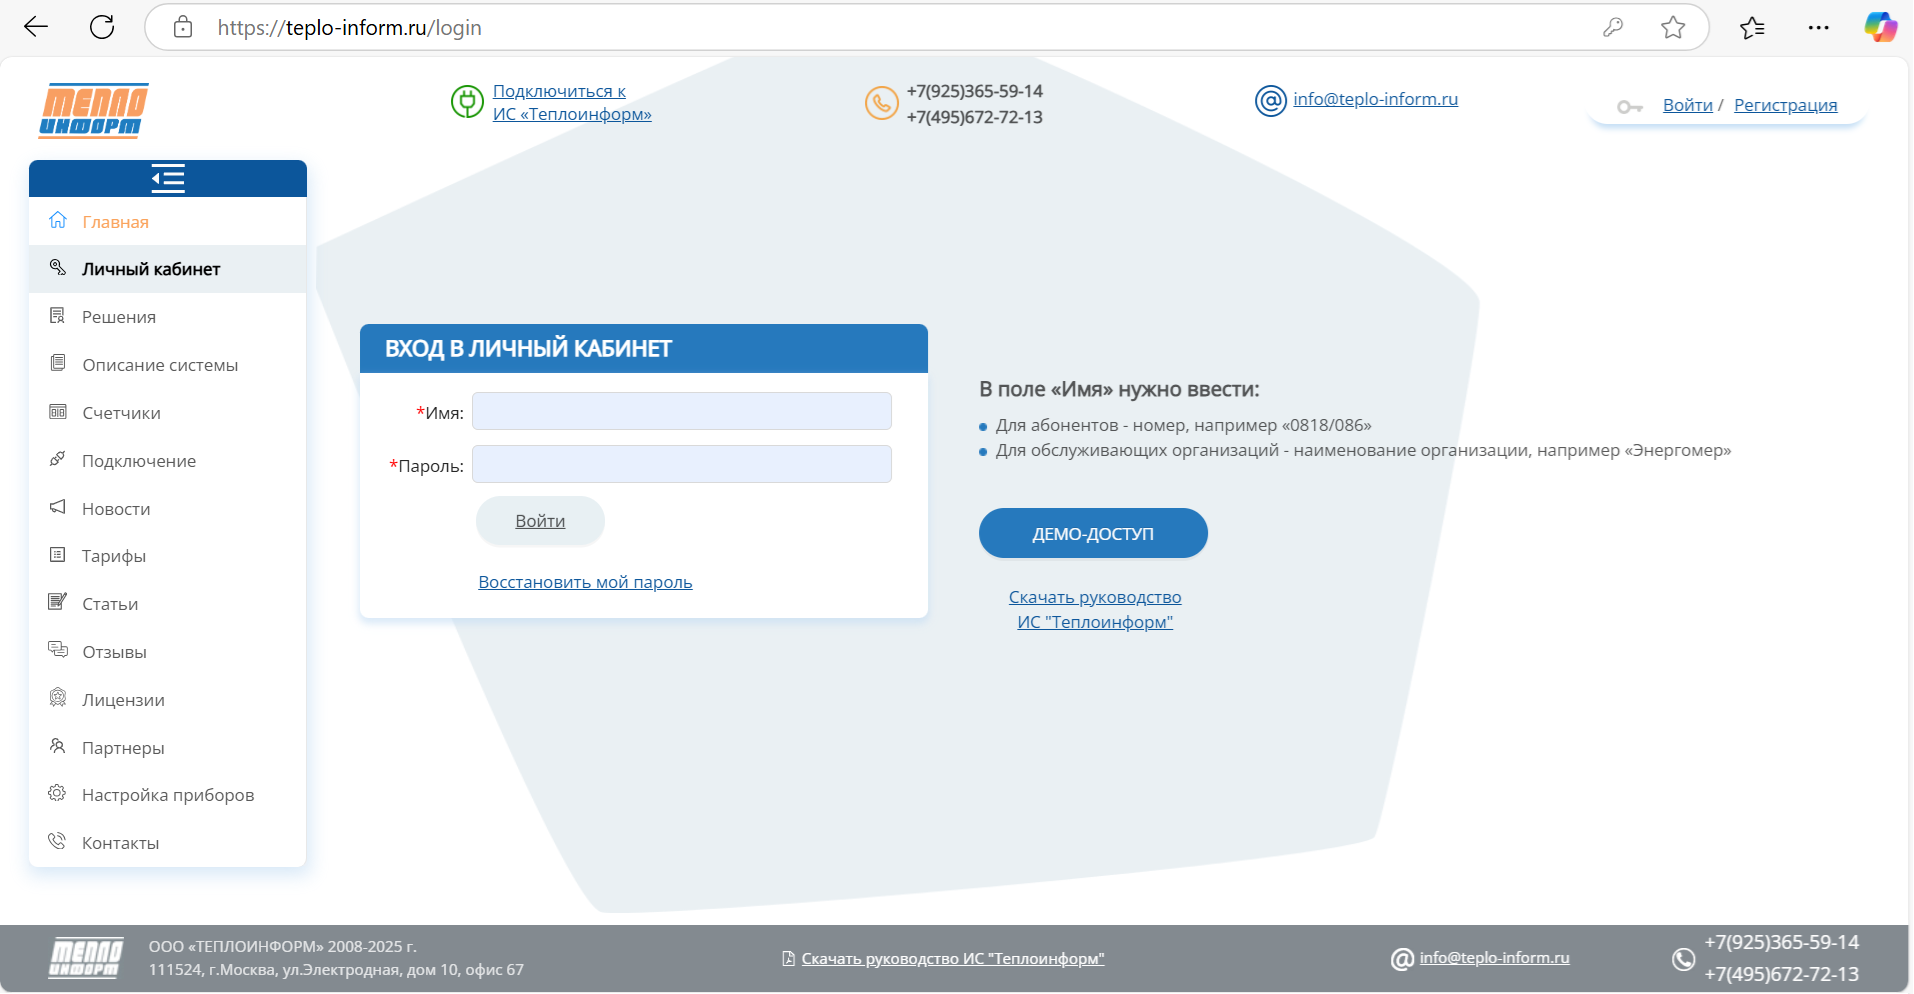 https://teplo-inform.ru/login
ТЕПЛО
ИНФОРМ
Подключиться к
ИС «Теплоинформ»
+7(925)365-59-14
+7(495)672-72-13
info@teplo-inform.ru
Войти / Регистрация
Главная
Личный кабинет
Решения
Описание системы
Счетчики
Подключение
Новости
Тарифы
Статьи
Отзывы
Лицензии
Партнеры
Настройка приборов
Контакты
ВХОД В ЛИЧНЫЙ КАБИНЕТ
*Имя:
*Пароль:
Войти
Восстановить мой пароль
В поле «Имя» нужно ввести:
Для абонентов - номер, например «0818/086»
Для обслуживающих организаций - наименование организации, например «Энергомер»
ДЕМО-ДОСТУП
Скачать руководство
ИС "Теплоинформ"
ТЕПЛО
ИНФОРМ
ООО «ТЕПЛОИНФОРМ» 2008-2025 г.
111524, г.Москва, ул.Электродная, дом 10, офис 67
Скачать руководство ИС "Теплоинформ"
info@teplo-inform.ru
+7(925)365-59-14
+7(495)672-72-13